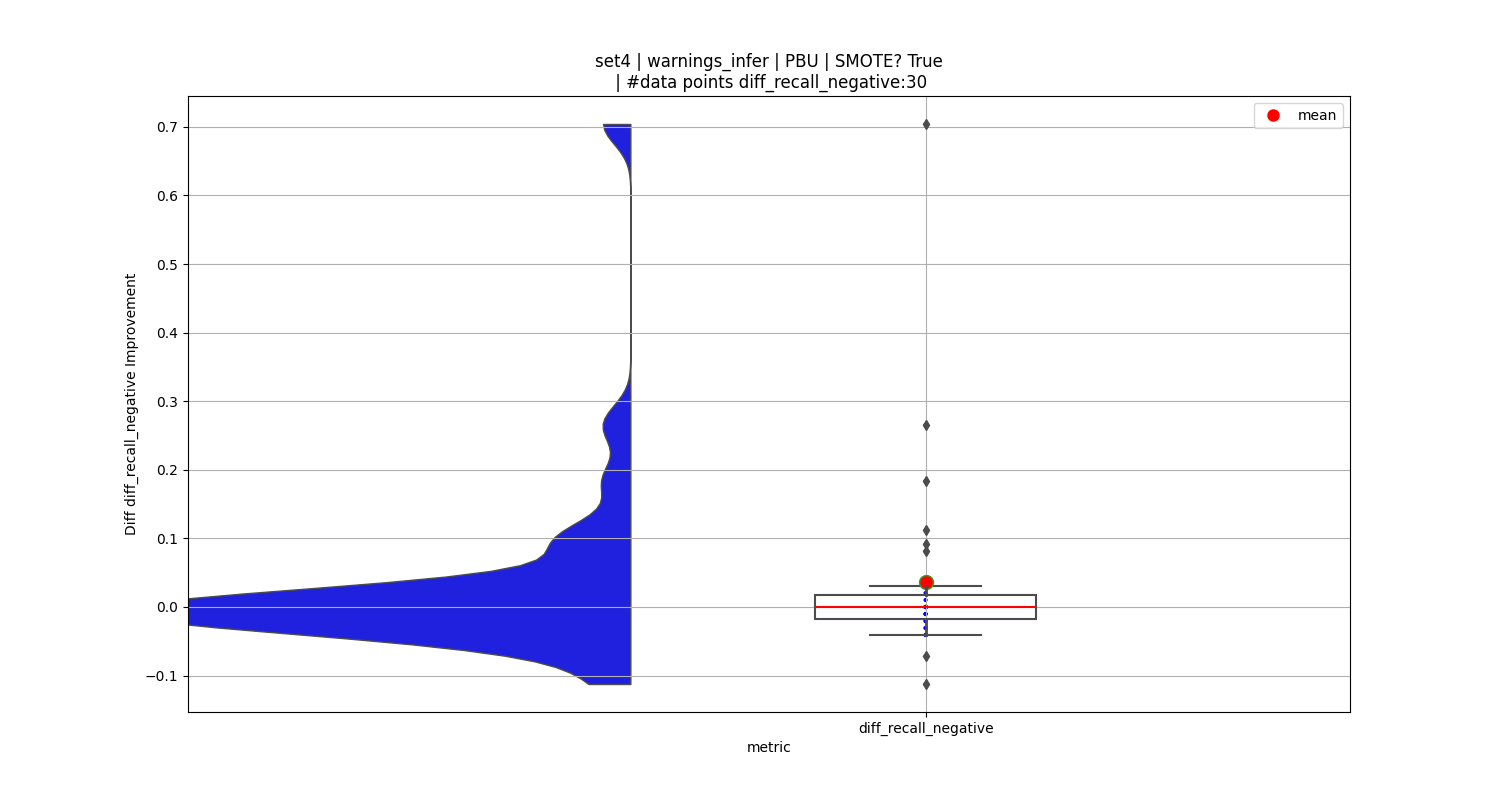 set4 | warnings_infer | PBU | SMOTE? True
| #data points diff_recall_negative:30
mean
0.7
0.6
0.5
0.4
0.3
0.2
0.1
0.0
−0.1
Diff diff_recall_negative Improvement
diff_recall_negative
metric